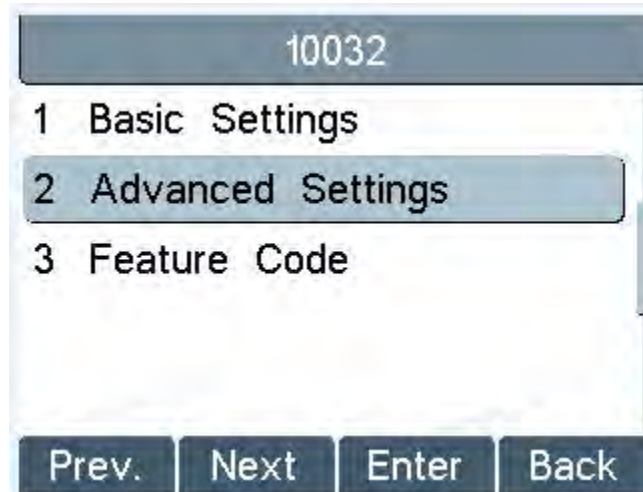 10032
1 Basic Settings
2 Advanced Settings
3 Feature Code
Prev. Next Enter Back